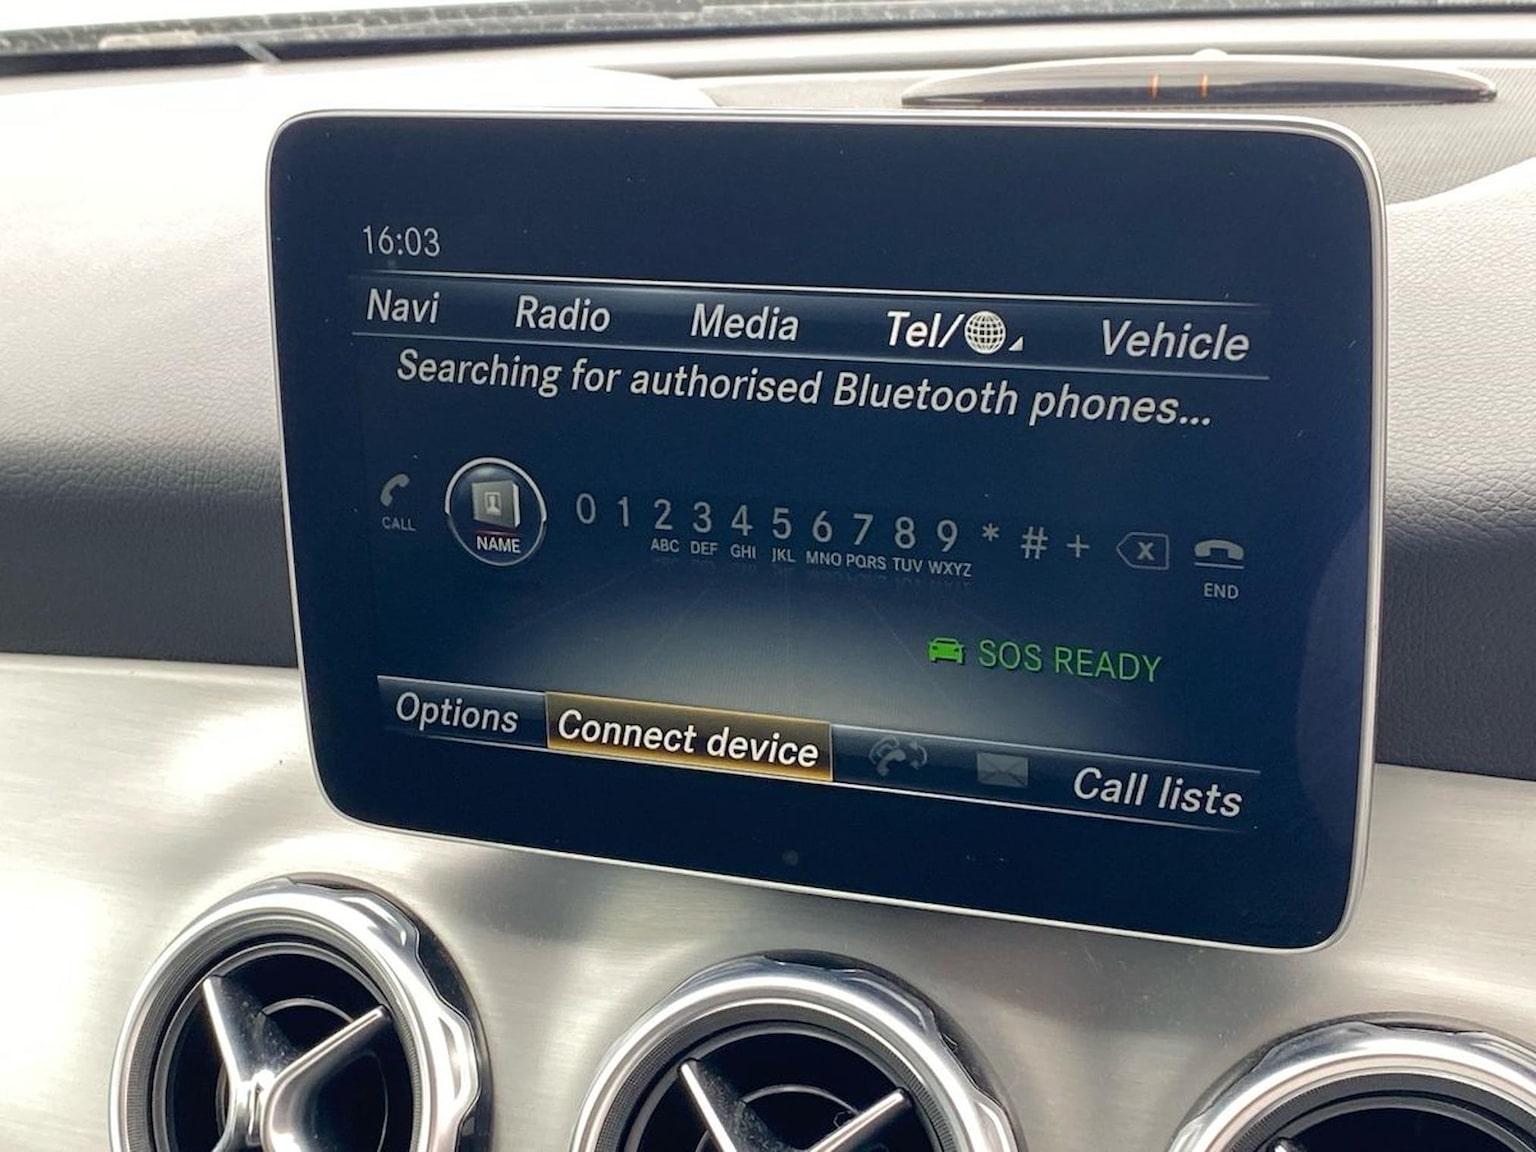 16:03
Navi Radio Media Tel/ Vehicle
Searching for authorised Bluetooth phones...
CALL NAME 0 1 2 3 4 5 6 7 8 9 * # + X END
ABC DEF GHI JKL MNO PQRS TUV WXYZ
SOS READY
Options Connect device Call lists